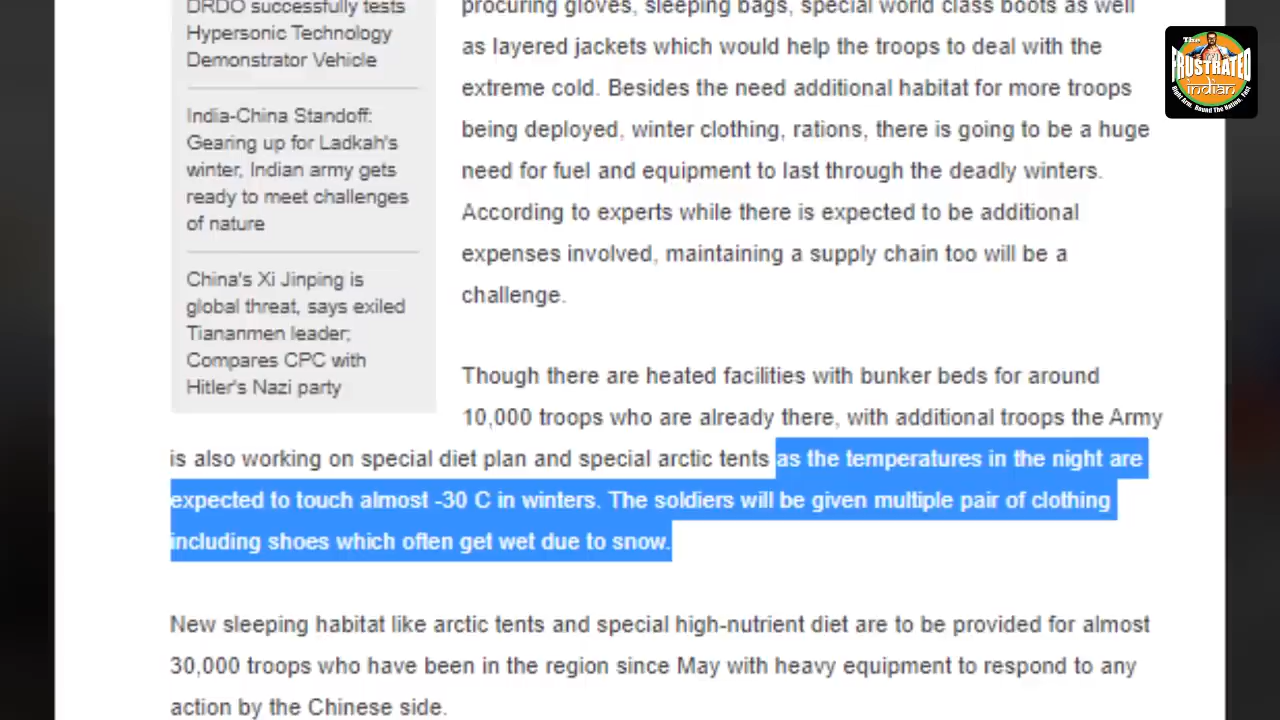 DRDO successfully tests
Hypersonic Technology
Demonstrator Vehicle
India-China Standoff:
Gearing up for Ladkah's
winter, Indian army gets
ready to meet challenges
of nature
China's Xi Jinping is
global threat, says exiled
Tiananmen leader;
Compares CPC with
Hitler's Nazi party
procuring gloves, sleeping bags, special world class boots as well
as layered jackets which would help the troops to deal with the
extreme cold. Besides the need additional habitat for more troops
being deployed, winter clothing, rations, there is going to be a huge
need for fuel and equipment to last through the deadly winters.
According to experts while there is expected to be additional
expenses involved, maintaining a supply chain too will be a
challenge.
Though there are heated facilities with bunker beds for around
10,000 troops who are already there, with additional troops the Army
is also working on special diet plan and special arctic tents as the temperatures in the night are
expected to touch almost -30 C in winters. The soldiers will be given multiple pair of clothing
including shoes which often get wet due to snow.
New sleeping habitat like arctic tents and special high-nutrient diet are to be provided for almost
30,000 troops who have been in the region since May with heavy equipment to respond to any
action by the Chinese side.
The
FRUSTRATED
indian
Right Arm. Round The Nation. Fast